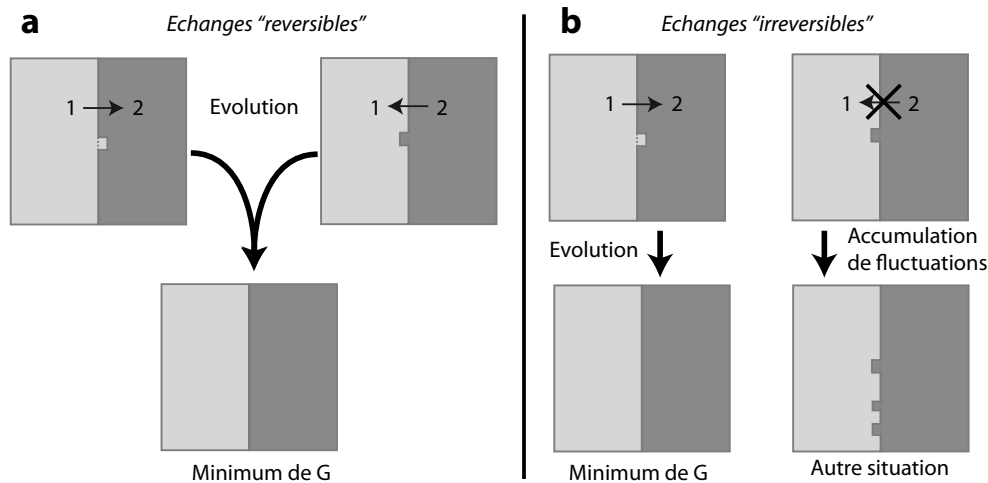 a
Echanges “reversibles”
1
2
Evolution
1
2
Minimum de G
b
Echanges “irreversibles”
1
2
1
2
Evolution
Accumulation
de fluctuations
Minimum de G
Autre situation